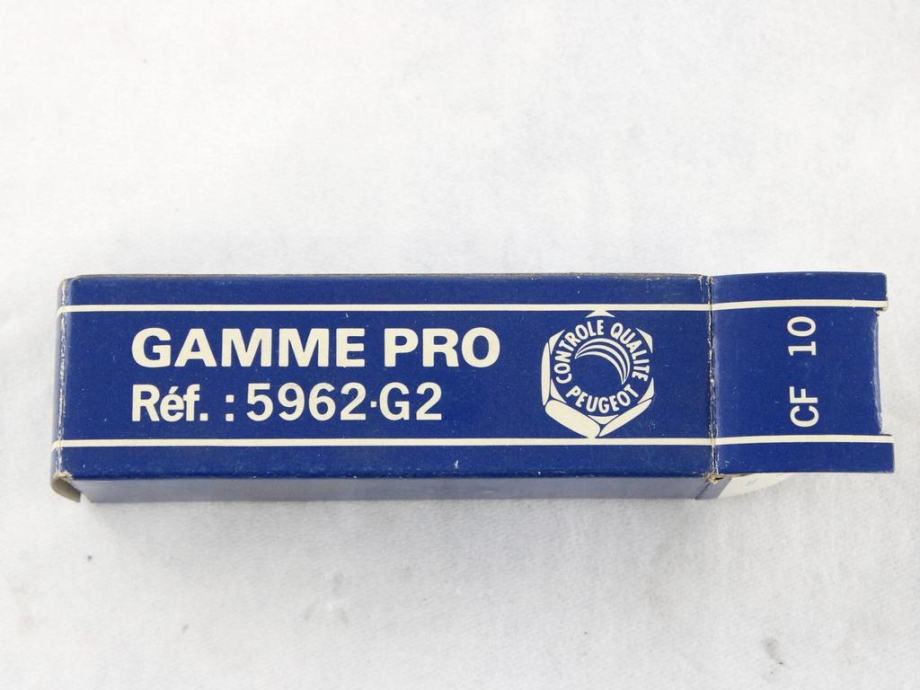 GAMME PRO
Réf. : 5962·G2
CONTROLE QUALITE
PEUGEOT
CF 10